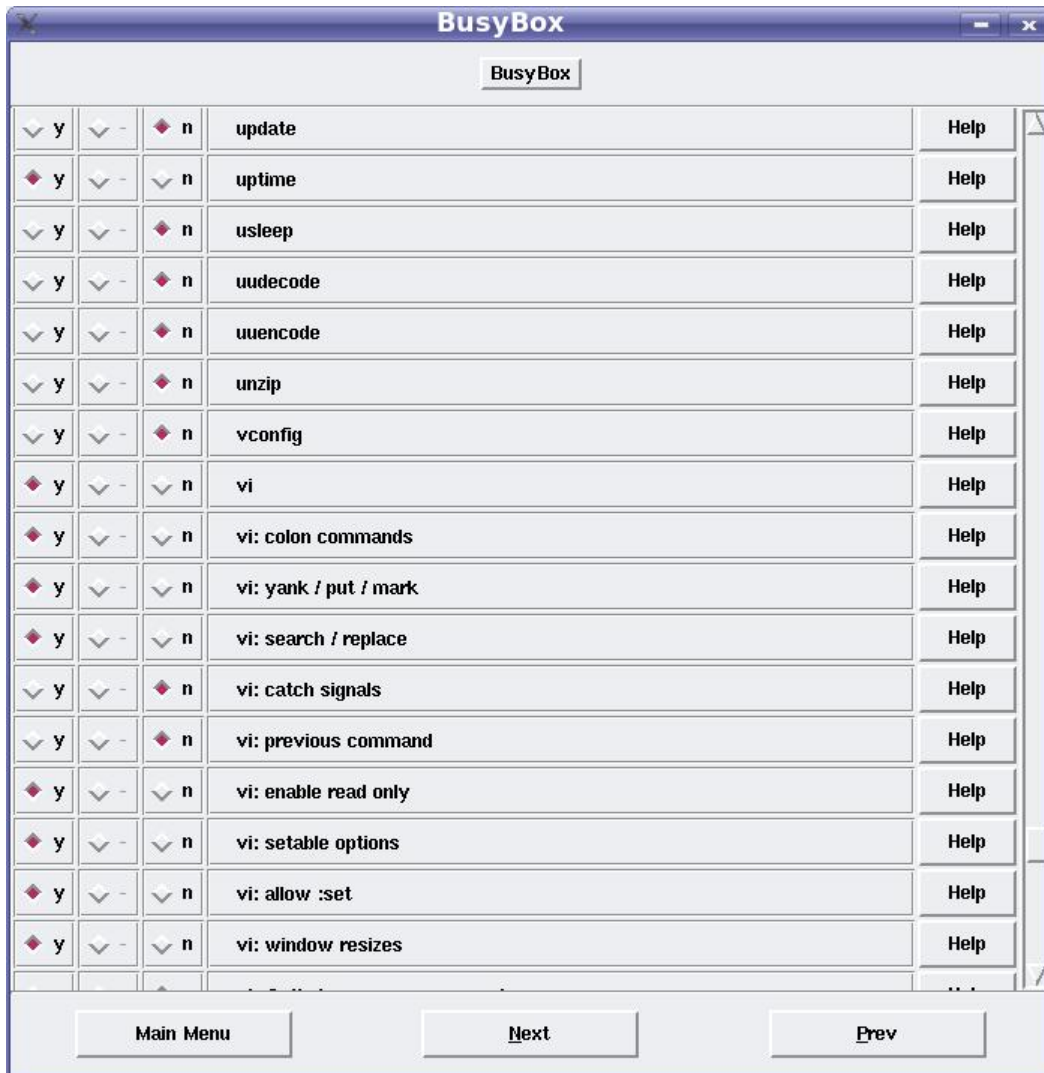 BusyBox
BusyBox
y - n update Help
y - n uptime Help
y - n usleep Help
y - n uudecode Help
y - n uuencode Help
y - n unzip Help
y - n vconfig Help
y - n vi Help
y - n vi: colon commands Help
y - n vi: yank / put / mark Help
y - n vi: search / replace Help
y - n vi: catch signals Help
y - n vi: previous command Help
y - n vi: enable read only Help
y - n vi: setable options Help
y - n vi: allow :set Help
y - n vi: window resizes Help
Main Menu Next Prev